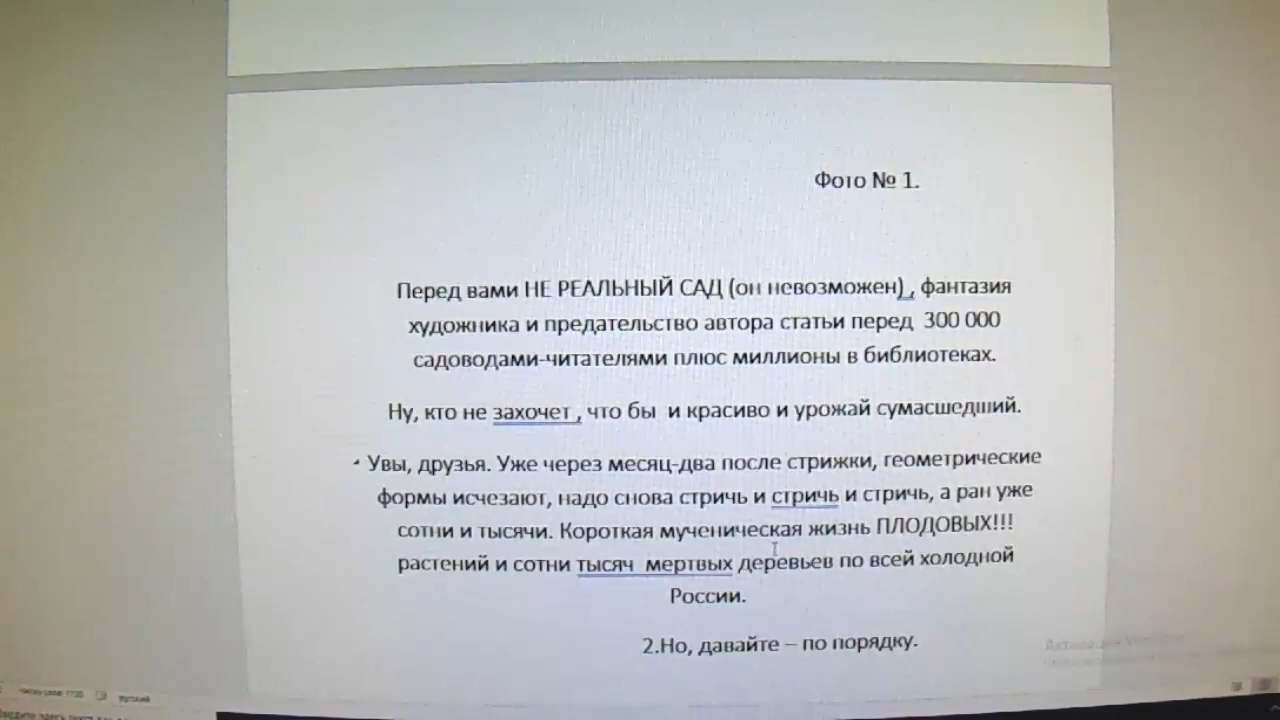 Фото № 1.
Перед вами НЕ РЕАЛЬНЫЙ САД (он невозможен) , фантазия
художника и предательство автора статьи перед  300 000
садоводами-читателями плюс миллионы в библиотеках.
Ну, кто не захочет , что бы  и красиво и урожай сумасшедший.
Увы, друзья. Уже через месяц-два после стрижки, геометрические
формы исчезают, надо снова стричь и стричь и стричь, а ран уже
сотни и тысячи. Короткая мученическая жизнь ПЛОДОВЫХ!!!
растений и сотни тысяч  мертвых деревьев по всей холодной
России.
2.Но, давайте – по порядку.
русский